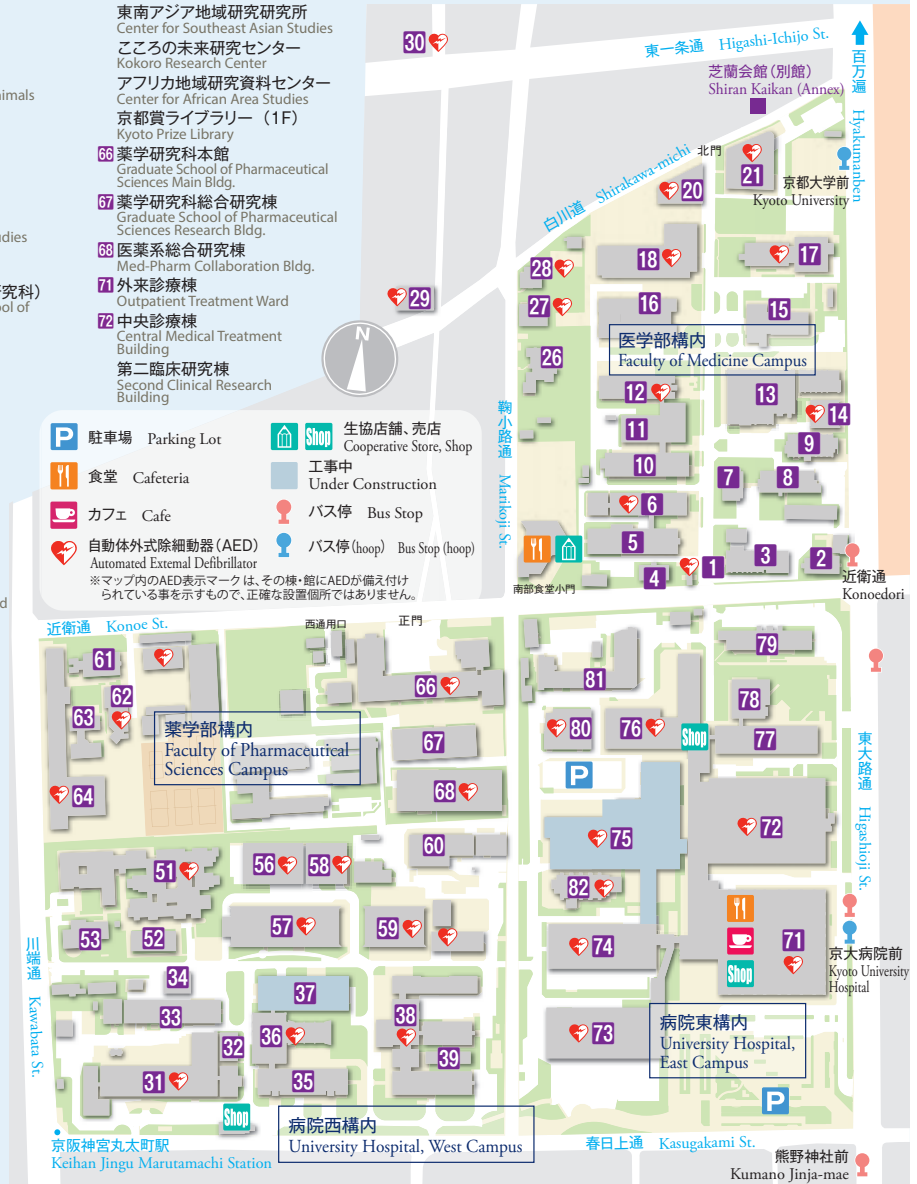 東南アジア地域研究研究所
Center for Southeast Asian Studies
こころの未来研究センター
Kokoro Research Center
アフリカ地域研究資料センター
Center for African Area Studies
京都賞ライブラリー (1F)
Kyoto Prize Library
66 薬学研究科本館
Graduate School of Pharmaceutical
Sciences Main Bldg.
67 薬学研究科総合研究棟
Graduate School of Pharmaceutical
Sciences Research Bldg.
68 医薬系総合研究棟
Med-Pharm Collaboration Bldg.
71 外来診療棟
Outpatient Treatment Ward
72 中央診療棟
Central Medical Treatment
Building
第二臨床研究棟
Second Clinical Research
Building
imals
udies
究科)
ool of
d
N
P 駐車場 Parking Lot
食堂 Cafeteria
カフェ Cafe
自動体外式除細動器(AED)
Automated External Defibrillator
※マップ内のAED表示マークは、その棟・館にAEDが備え付け
られている事を示すもので、正確な設置個所ではありません。
Shop 生協店舗、売店
Cooperative Store, Shop
工事中
Under Construction
バス停 Bus Stop
バス停(hoop) Bus Stop (hoop)
30
東一条通 Higashi-Ichijo St.
芝蘭会館(別館)
Shiran Kaikan (Annex)
百万遍 Hyakumanben
白川道 Shirakawa-michi
北門
21
京都大学前
Kyoto University
20
18
17
28
29
27
16
15
医学部構内
Faculty of Medicine Campus
26
12
13
14
11
9
鞠小路通 Marikoji St.
10
7
8
6
5
4
1
3
2
近衛通
Konoedori
南部食堂小門
近衛通 Konoe St.
西通用口
正門
61
62
63
64
66
67
68
薬学部構内
Faculty of Pharmaceutical
Sciences Campus
79
81
78
80
76
Shop
77
P
75
72
82
東大路通 Higashioji St.
51
56
58
60
57
59
53
52
74
71
Shop
京大病院前
Kyoto University
Hospital
川端通 Kawabata St.
34
37
33
38
36
32
39
31
35
73
病院東構内
University Hospital,
East Campus
P
Shop
病院西構内
University Hospital, West Campus
京阪神宮丸太町駅
Keihan Jingu Marutamachi Station
春日上通 Kasugakami St.
熊野神社前
Kumano Jinja-mae